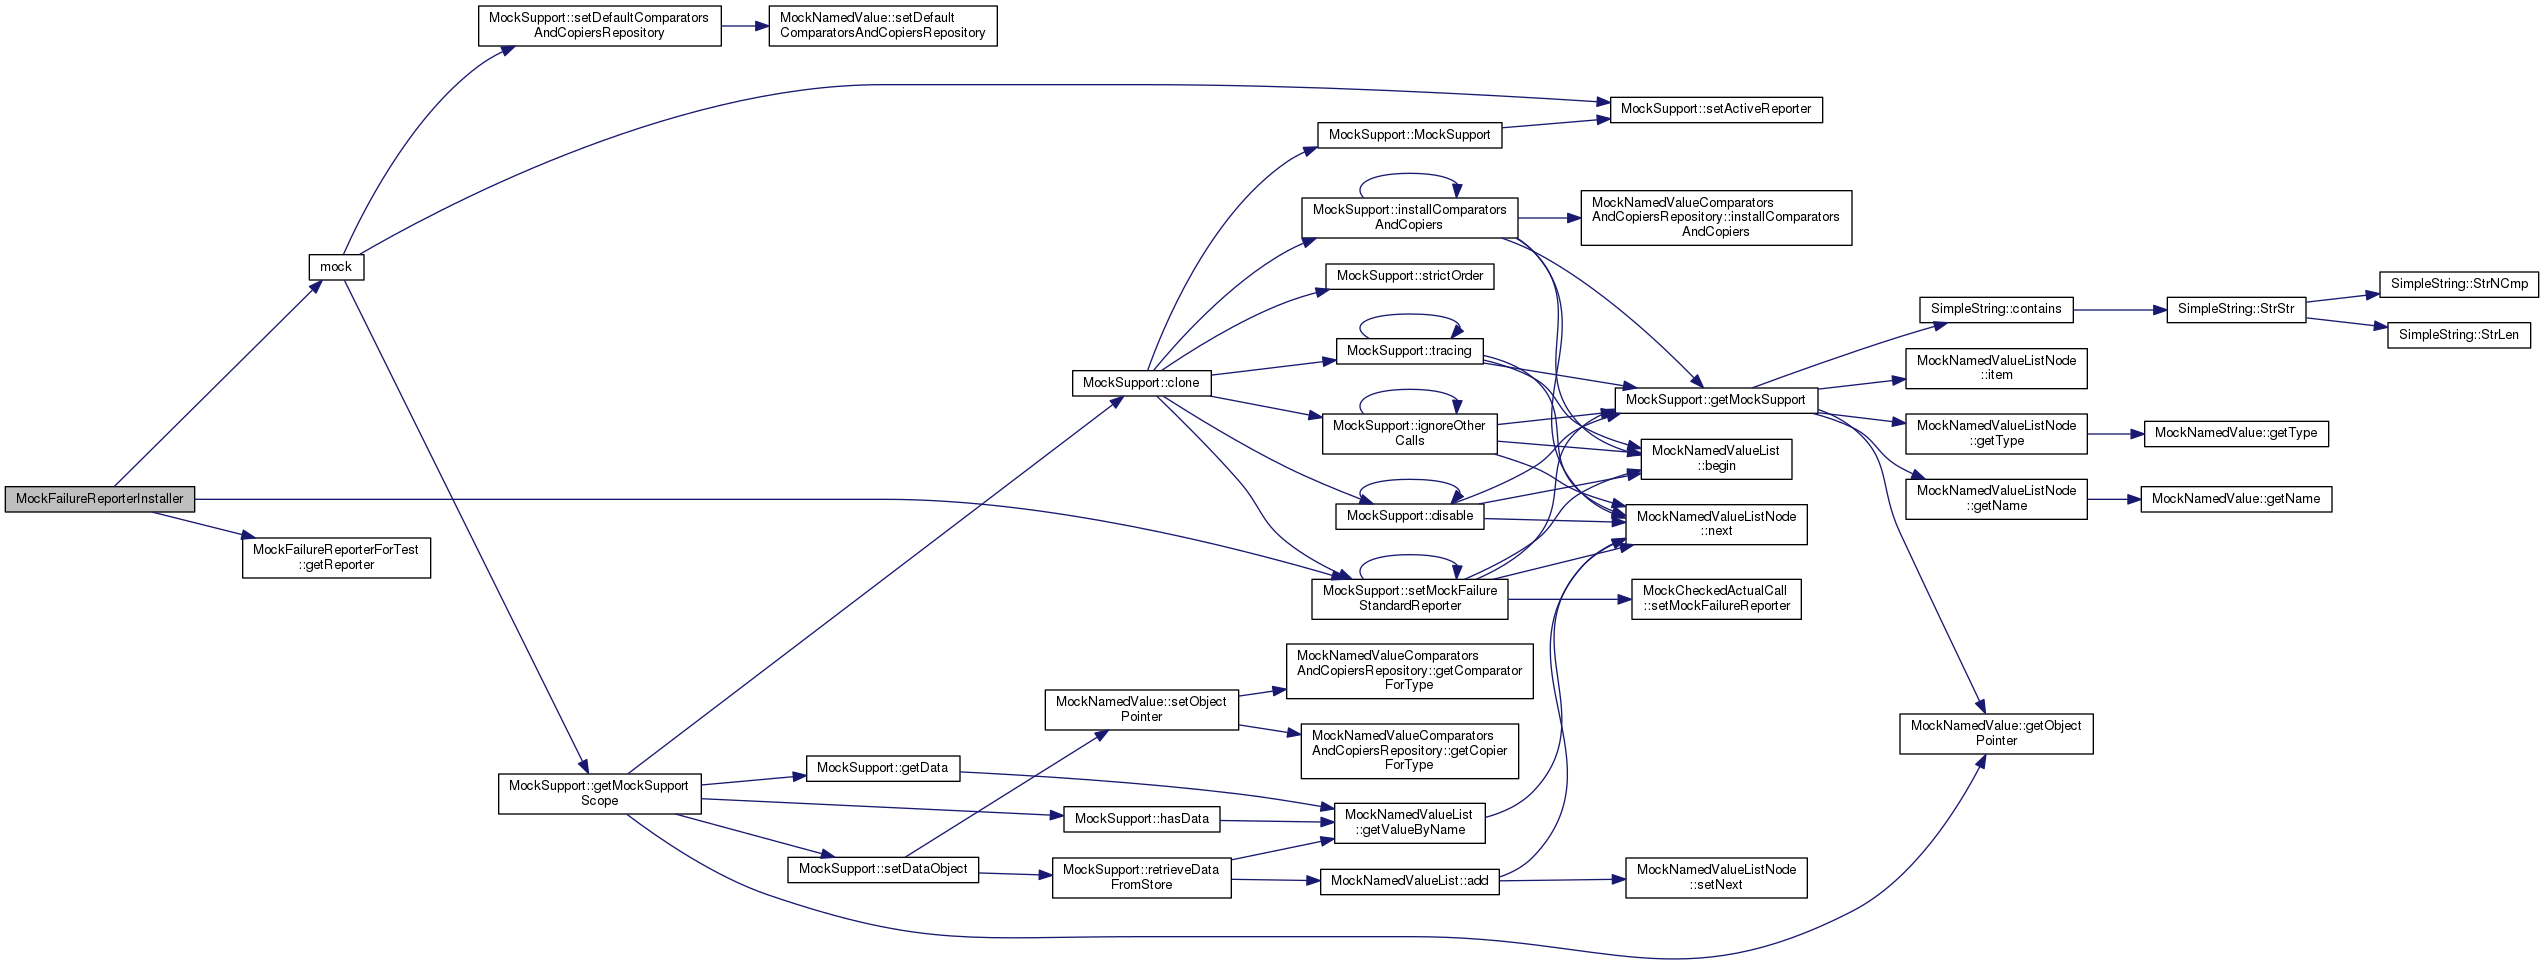 MockSupport::setDefaultComparators
AndCopiersRepository
MockNamedValue::setDefault
ComparatorsAndCopiersRepository
MockSupport::setActiveReporter
MockSupport::MockSupport
MockSupport::installComparators
AndCopiers
MockNamedValueComparators
AndCopiersRepository::installComparators
AndCopiers
mock
MockSupport::strictOrder
SimpleString::StrNCmp
SimpleString::contains
SimpleString::StrStr
SimpleString::StrLen
MockSupport::tracing
MockNamedValueListNode
::item
MockSupport::clone
MockSupport::getMockSupport
MockSupport::ignoreOther
Calls
MockNamedValueListNode
::getType
MockNamedValue::getType
MockNamedValueList
::begin
MockFailureReporterInstaller
MockNamedValueListNode
::getName
MockNamedValue::getName
MockSupport::disable
MockNamedValueListNode
::next
MockFailureReporterForTest
::getReporter
MockSupport::setMockFailure
StandardReporter
MockCheckedActualCall
::setMockFailureReporter
MockNamedValueComparators
AndCopiersRepository::getComparator
ForType
MockNamedValue::setObject
Pointer
MockNamedValue::getObject
Pointer
MockNamedValueComparators
AndCopiersRepository::getCopier
ForType
MockSupport::getMockSupport
Scope
MockSupport::getData
MockSupport::hasData
MockNamedValueList
::getValueByName
MockSupport::setDataObject
MockSupport::retrieveData
FromStore
MockNamedValueList::add
MockNamedValueListNode
::setNext